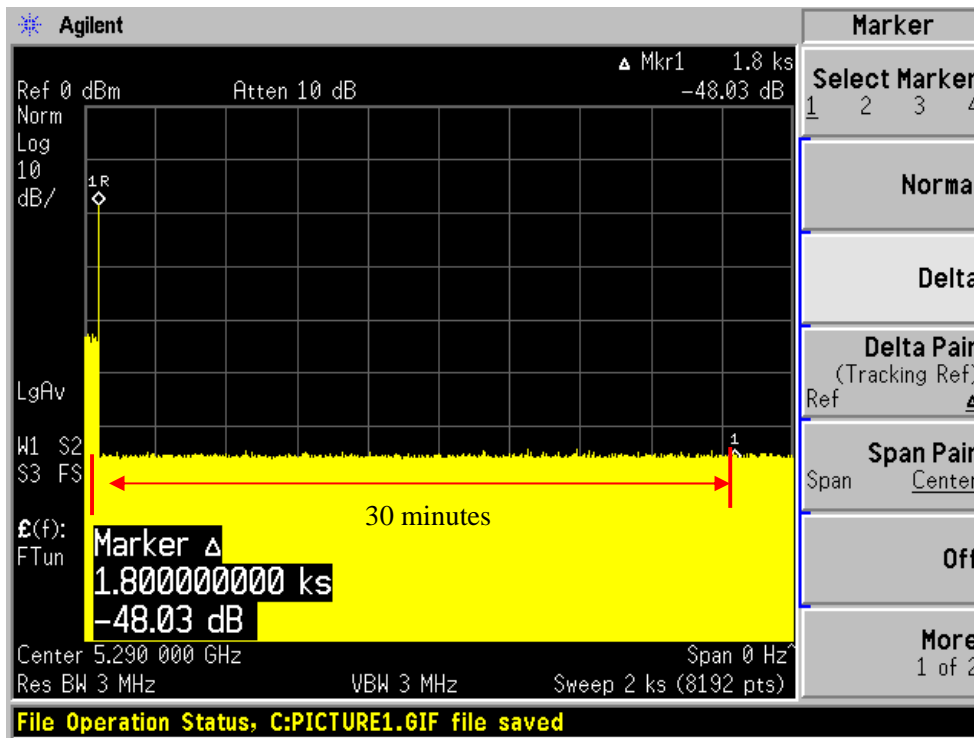 Agilent
Marker
Δ Mkr1 1.8 ks
Ref 0 dBm Atten 10 dB -48.03 dB
Norm
Log
10
dB/
1R
LgAv
W1 S2
S3 FS
£(f):
FTun
1
30 minutes
Marker Δ
1.800000000 ks
-48.03 dB
Center 5.290 000 GHz Span 0 Hz^
Res BW 3 MHz VBW 3 MHz Sweep 2 ks (8192 pts)
File Operation Status, C:PICTURE1.GIF file saved
Select Marker
1 2 3 4
Norma
Delta
Delta Pair
(Tracking Ref)
Ref Δ
Span Pair
Span Center
Off
More
1 of 2